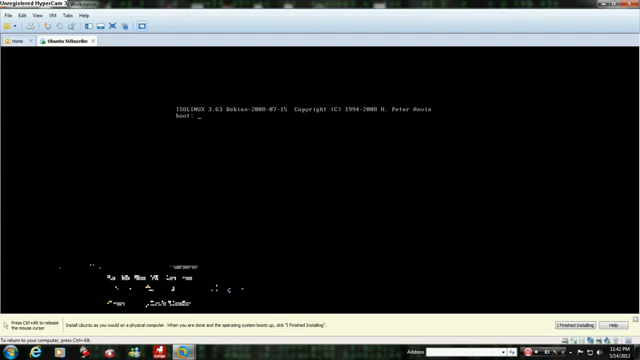 Unregistered HyperCam 3
Workstation
File Edit View VM Tabs Help
Home Ubuntu SUbscribe
ISOLINUX 3.63 Debian-2008-07-15 Copyright (C) 1994-2008 H. Peter Anvin
boot: _
Press Ctrl+Alt to release
the mouse cursor
Install Ubuntu as you would on a physical computer. When you are done and the operating system boots up, click "I Finished Installing".
I Finished Installing
Help
To return to your computer, press Ctrl+Alt.
Address
11:42 PM
5/14/2012